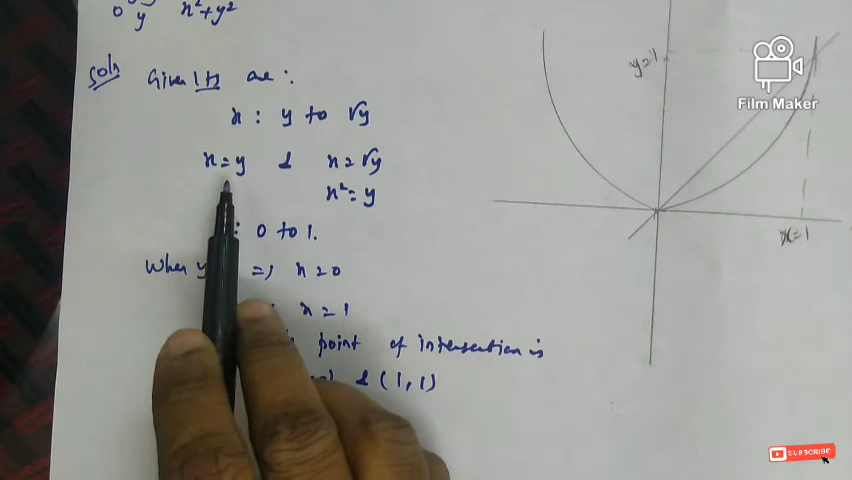 0 y x²+y²
Soln Given lts are :
x : y to √y
x = y & x = √y
x² = y
: 0 to 1.
When y => x = 0
x = 1
point of intersection is
& (1, 1)
y=1
x=1
Film Maker
SUBSCRIBE